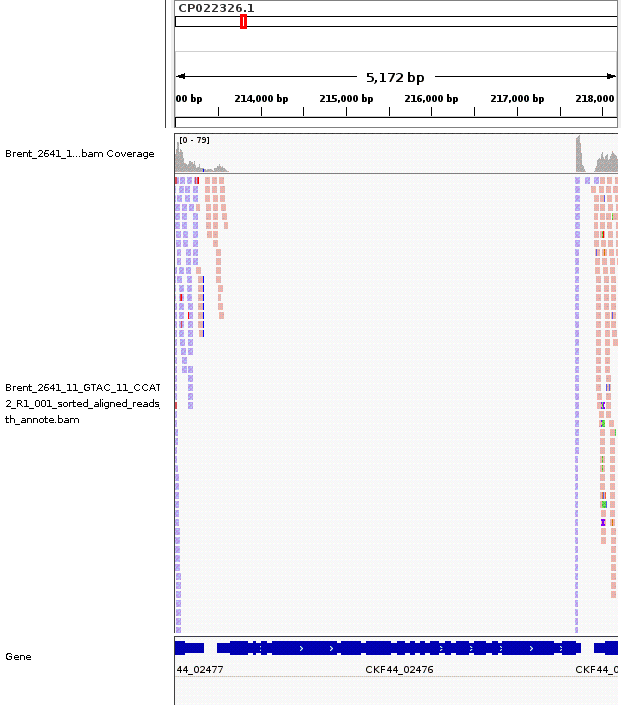 CP022326.1
5,172 bp
00 bp 214,000 bp 215,000 bp 216,000 bp 217,000 bp 218,000
[0 - 79]
Brent_2641_1...bam Coverage
Brent_2641_11_GTAC_11_CCAT
2_R1_001_sorted_aligned_reads_
th_annote.bam
Gene
44_02477 CKF44_02476 CKF44_0